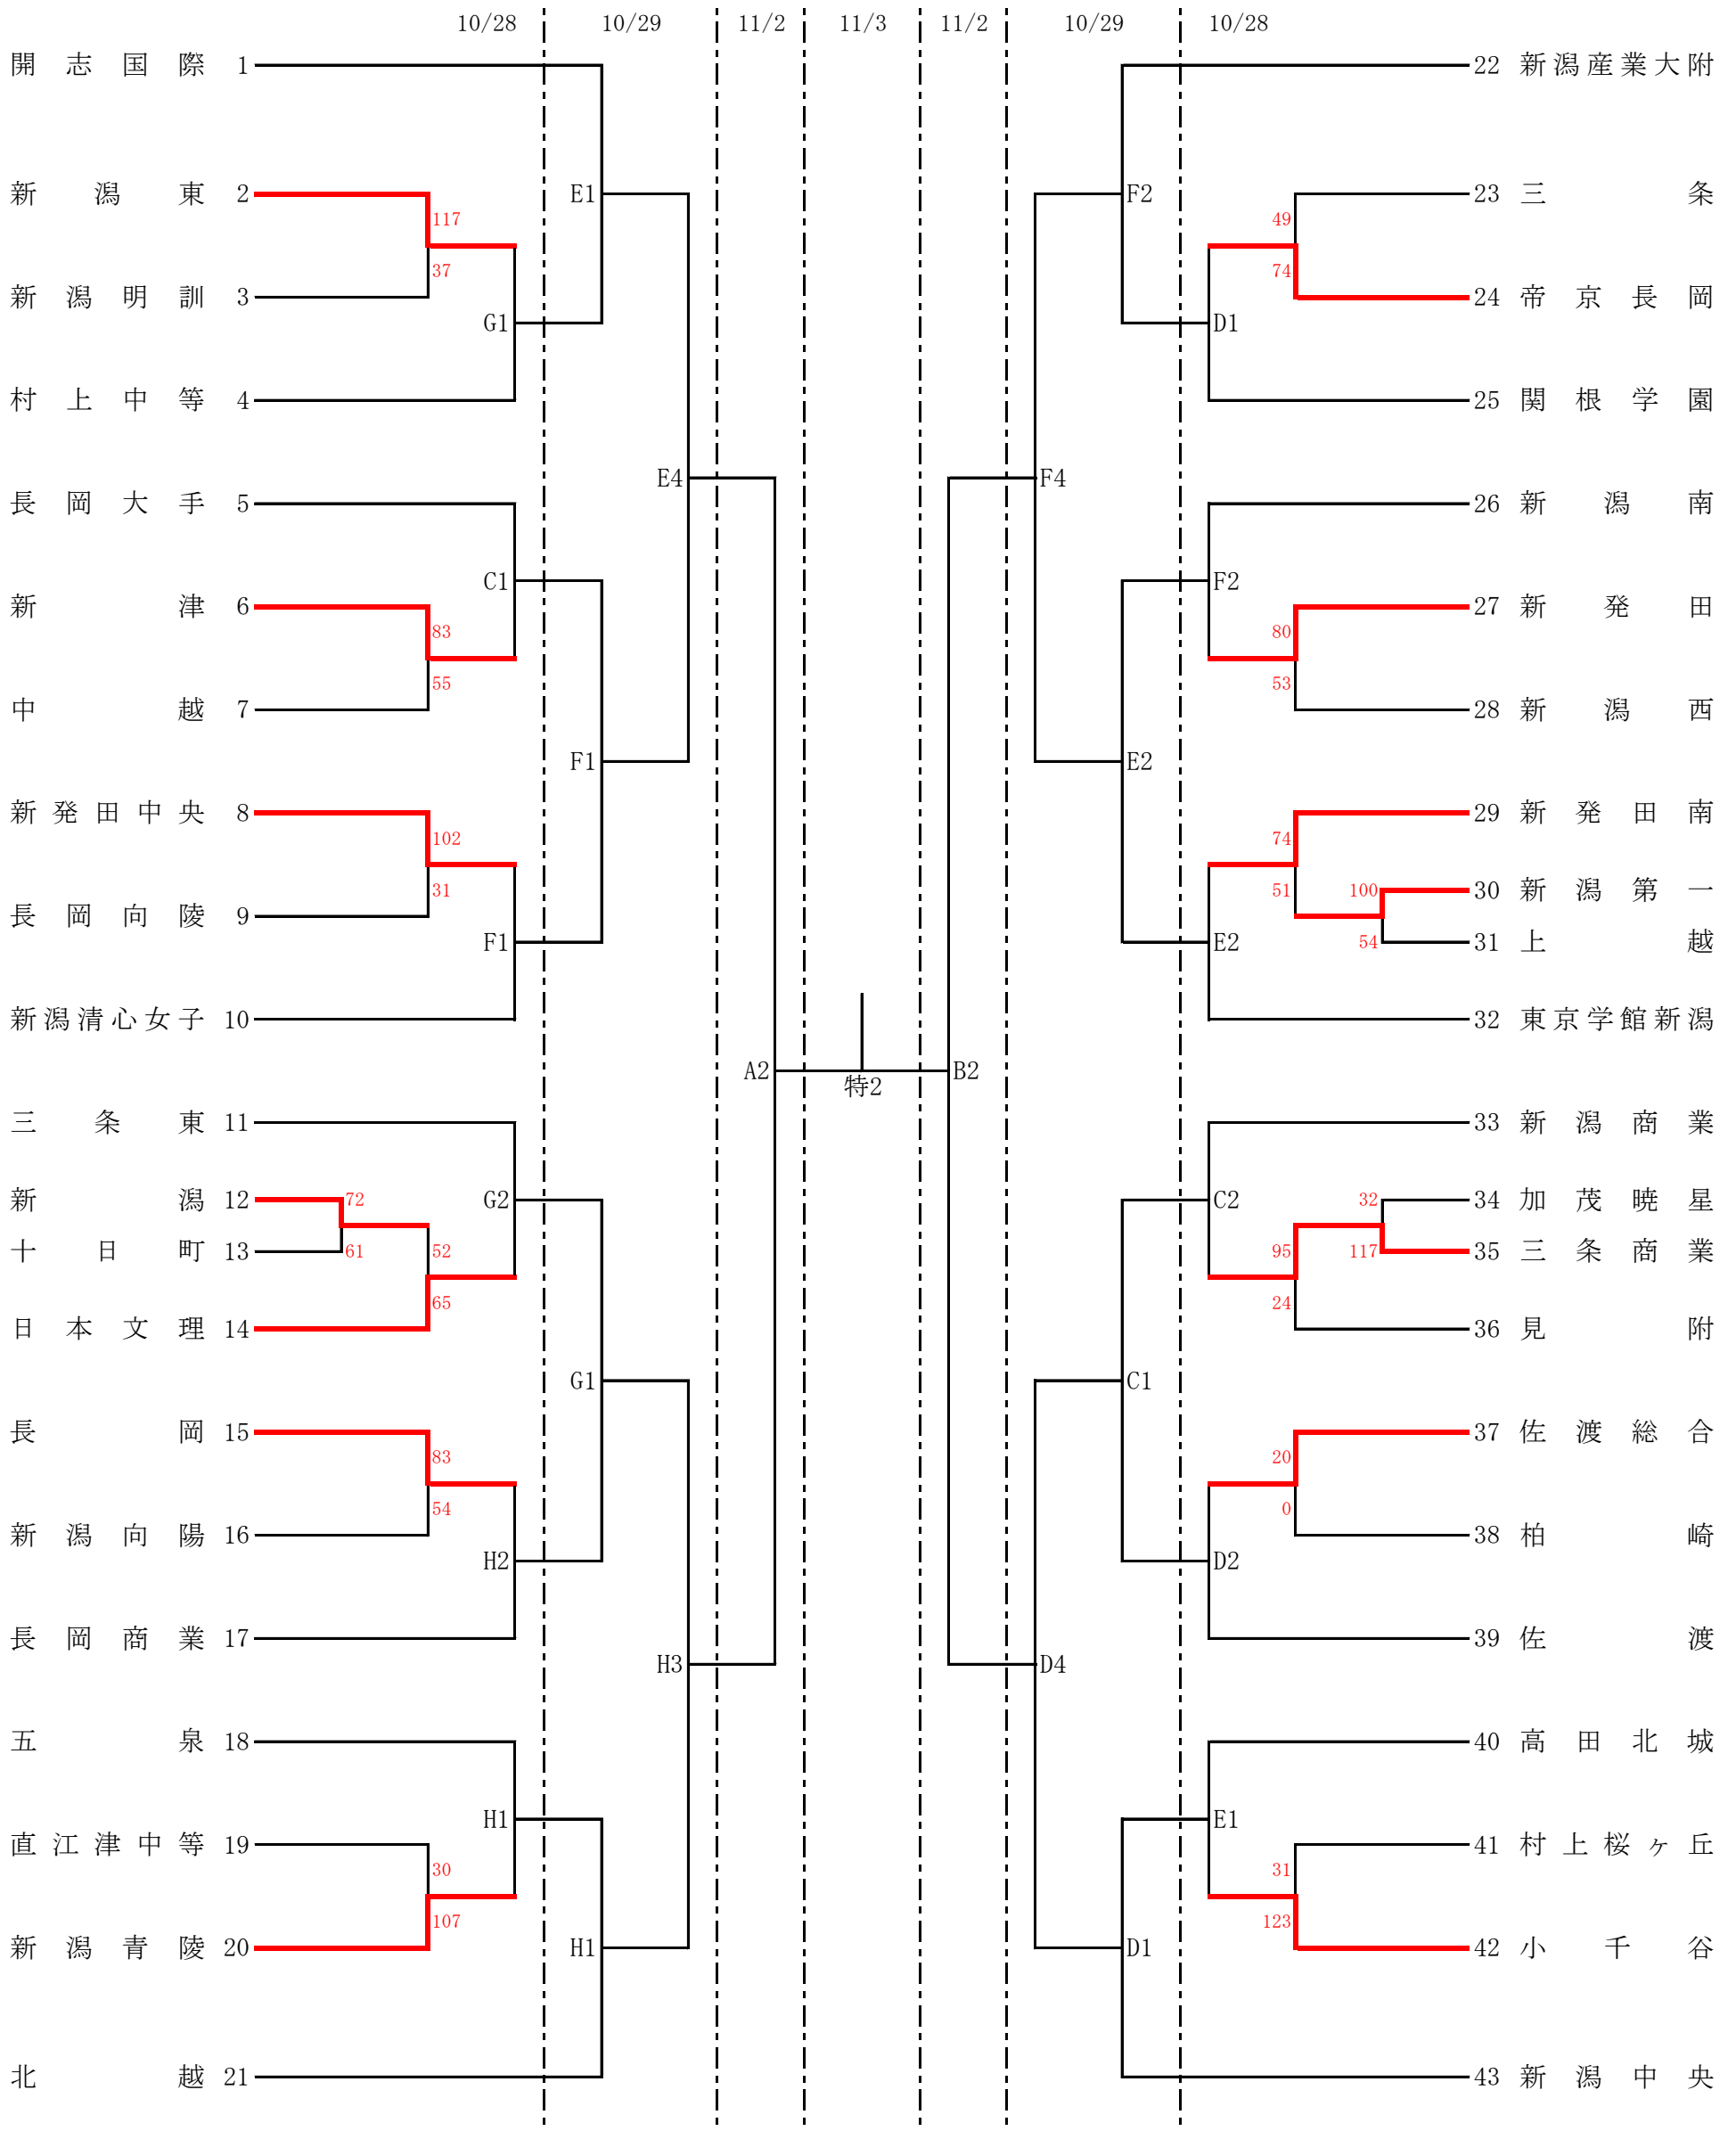 10/28 10/29 11/2 11/3 11/2 10/29 10/28
開志国際 1
22 新潟産業大附
新潟東 2
E1
F2
23 三条
117
49
37
74
新潟明訓 3
24 帝京長岡
G1
D1
村上中等 4
25 関根学園
E4
F4
長岡大手 5
26 新潟南
C1
F2
新津 6
27 新発田
83
80
55
53
中越 7
28 新潟西
F1
E2
新発田中央 8
29 新発田南
102
74
31
51
100
30 新潟第一
長岡向陵 9
F1
E2
54
31 上越
新潟清心女子 10
32 東京学館新潟
A2
B2
特2
三条東 11
33 新潟商業
新潟 12
72
G2
C2
32
34 加茂暁星
十日町 13
61
52
95
117
35 三条商業
65
24
日本文理 14
36 見附
G1
C1
長岡 15
37 佐渡総合
83
20
54
0
新潟向陽 16
38 柏崎
H2
D2
長岡商業 17
39 佐渡
H3
D4
五泉 18
40 高田北城
H1
E1
直江津中等 19
41 村上桜ヶ丘
30
31
107
123
新潟青陵 20
H1
D1
42 小千谷
北越 21
43 新潟中央